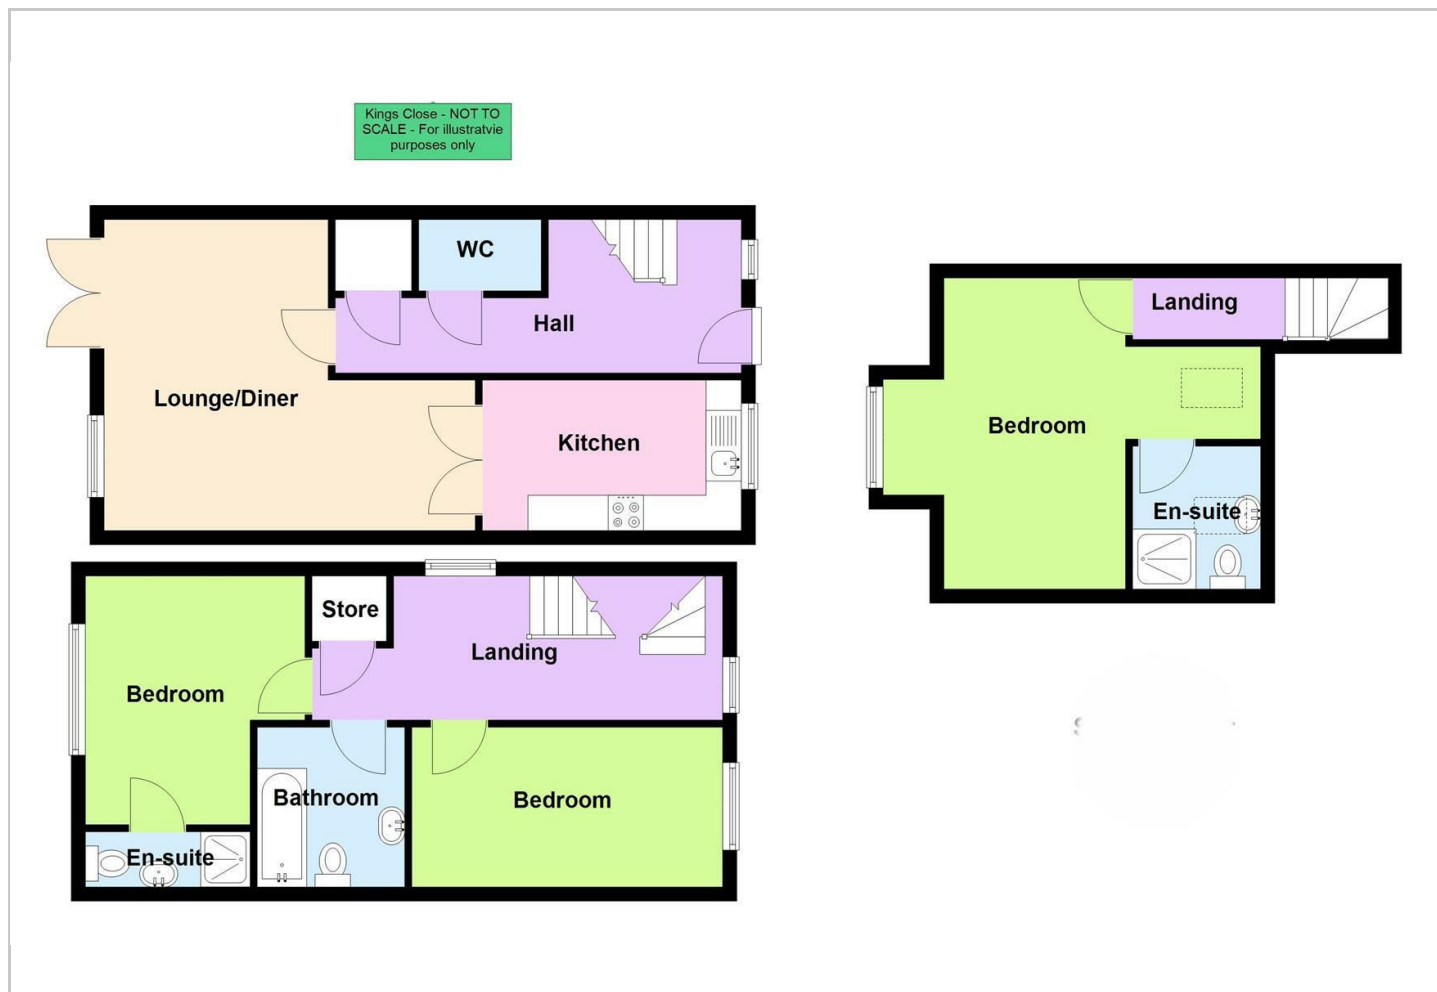 Kings Close - NOT TO
SCALE - For illustratvie
purposes only
WC
Hall
Lounge/Diner
Kitchen
Landing
Bedroom
En-suite
Store
Landing
Bedroom
Bathroom
Bedroom
En-suite